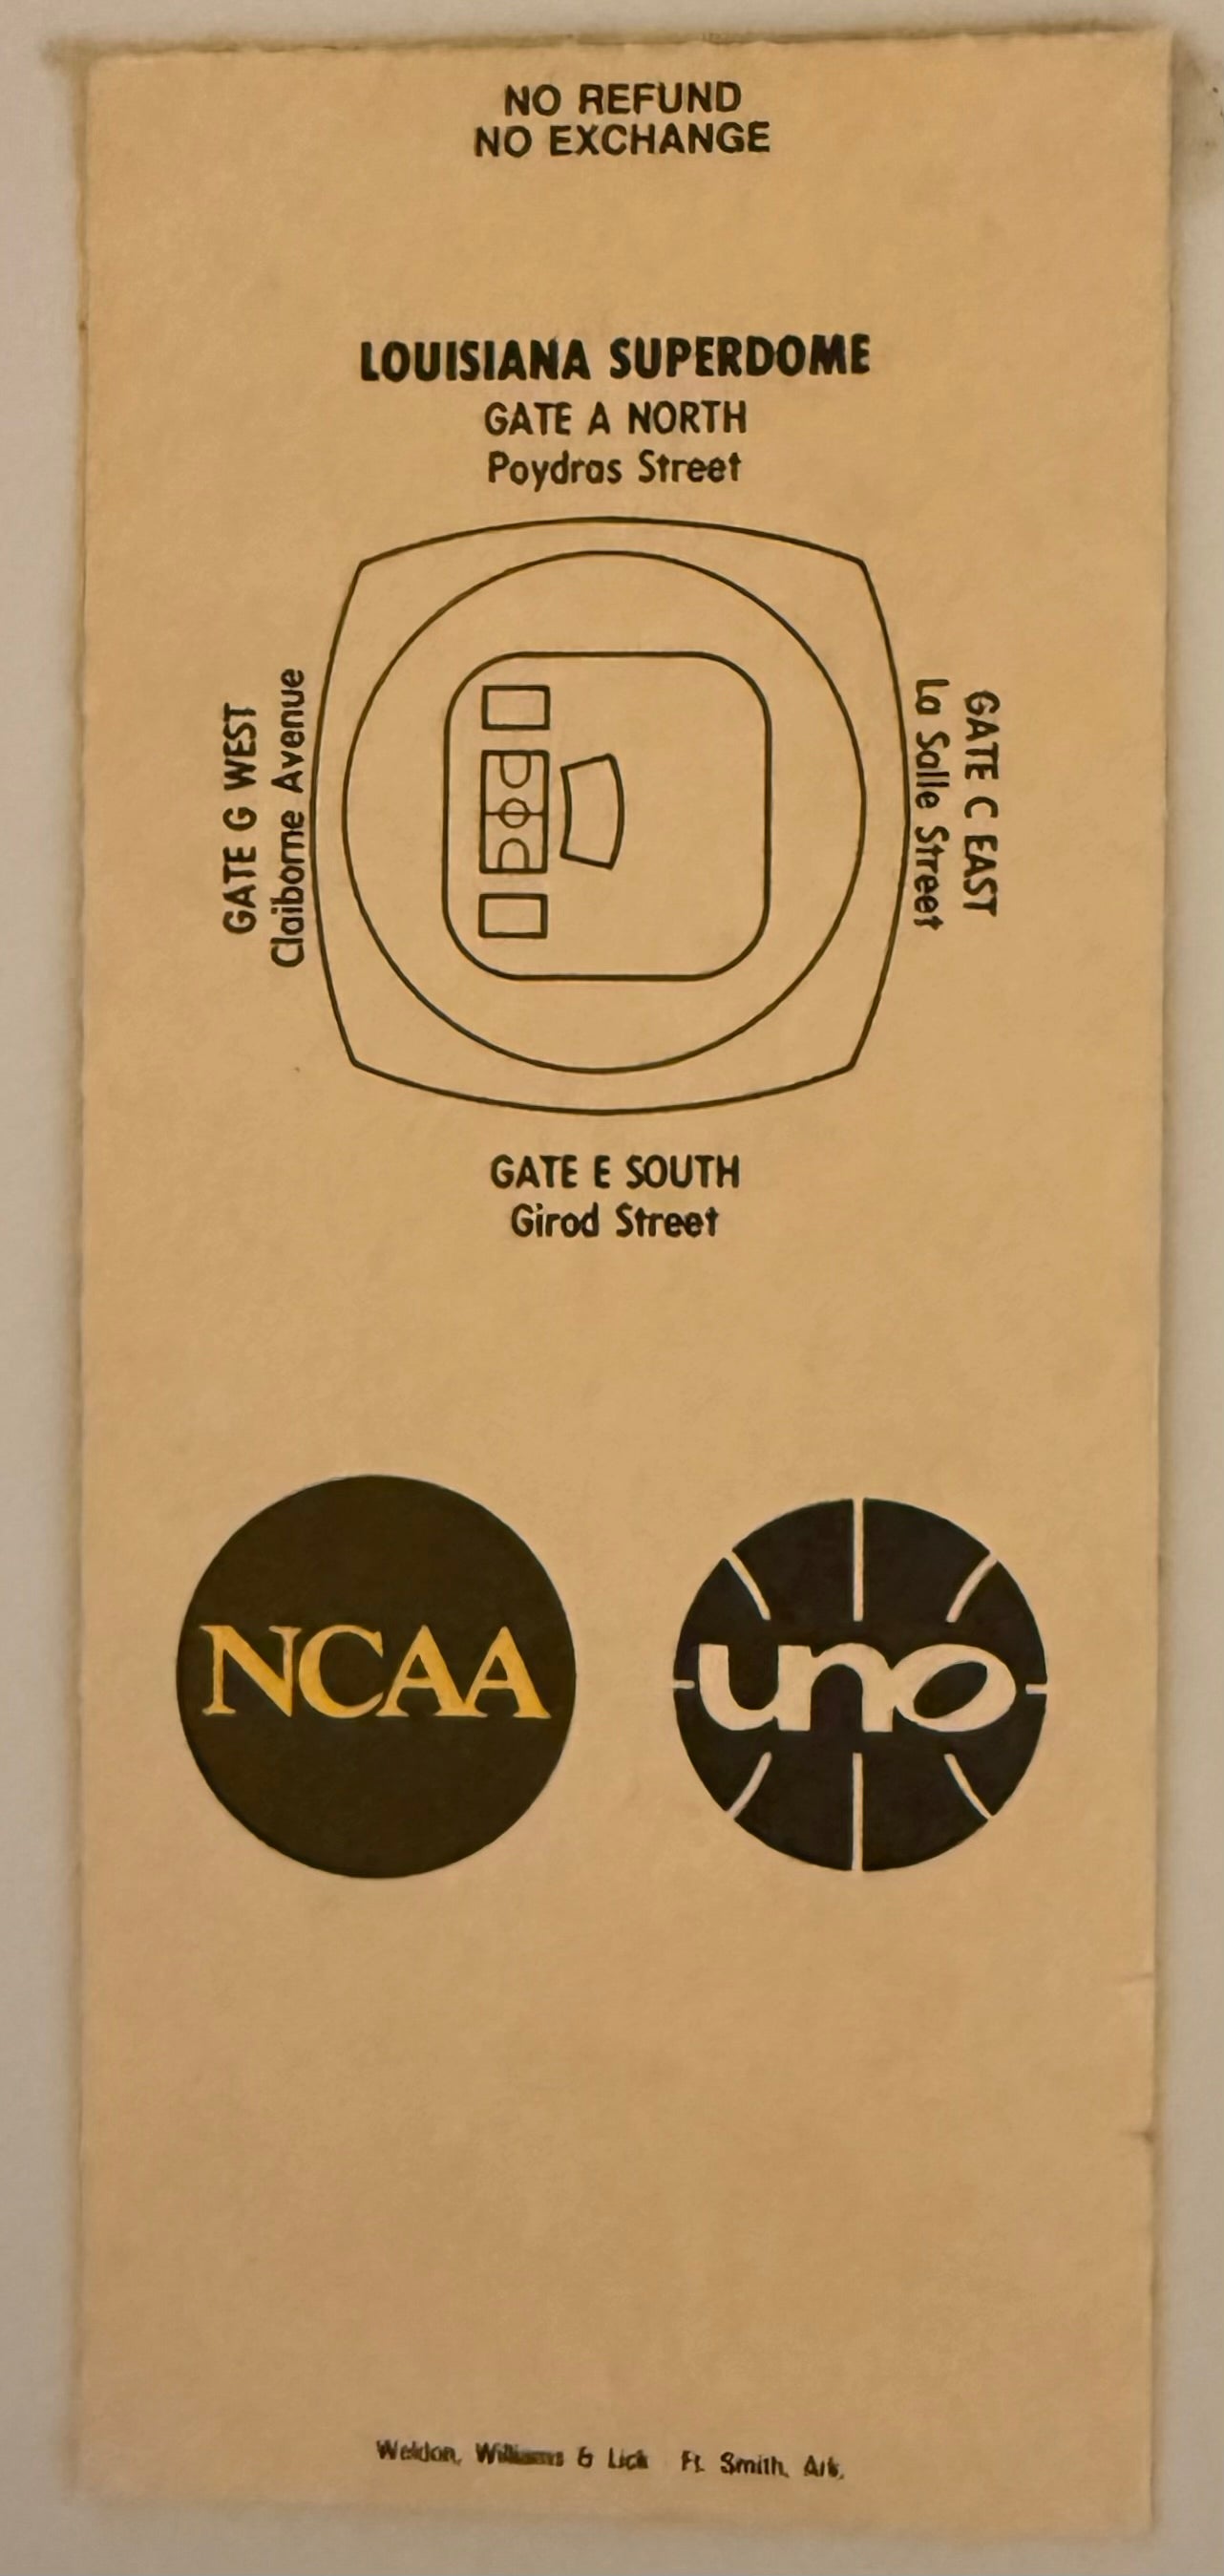 NO REFUND
NO EXCHANGE
LOUISIANA SUPERDOME
GATE A NORTH
Poydras Street
GATE G WEST
Claiborne Avenue
GATE C EAST
La Salle Street
GATE E SOUTH
Girod Street
NCAA
uno
Weldon, Williams & Lick Ft. Smith, Ark.